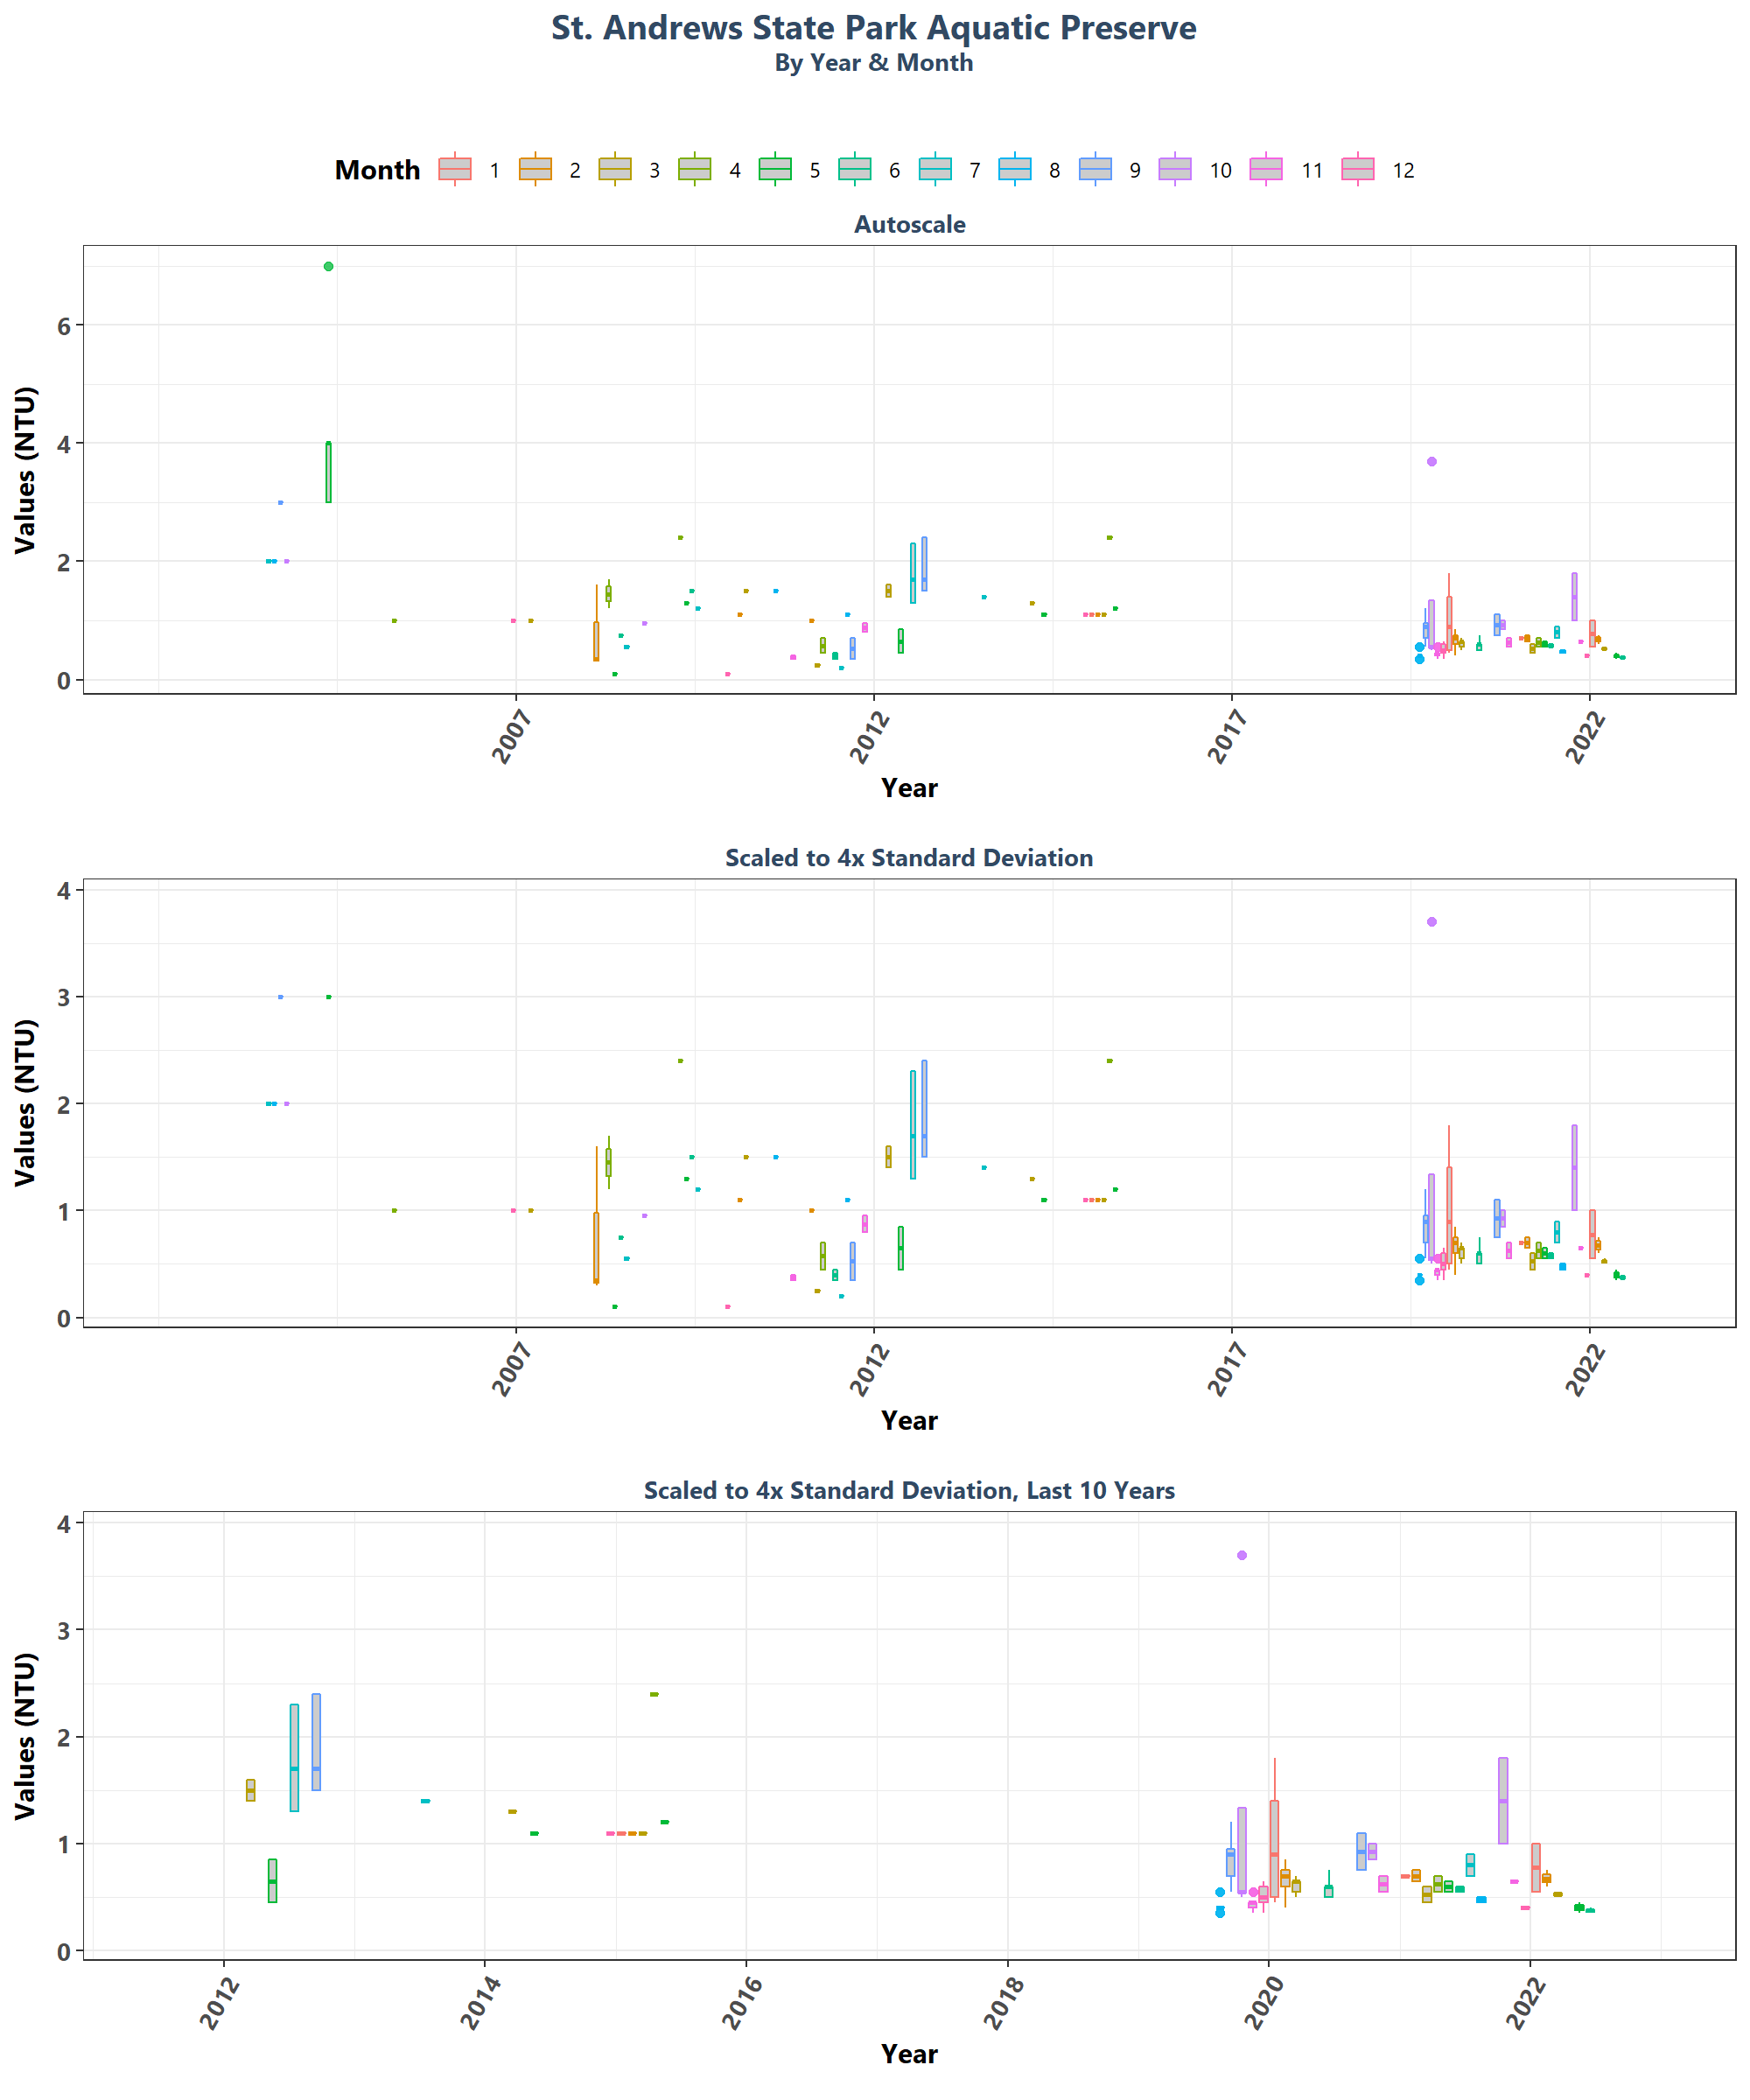 St. Andrews State Park Aquatic Preserve
By Year & Month
Month 1 2 3 4 5 6 7 8 9 10 11 12
Autoscale
Values (NTU)
6
4
2
0
2007 2012 2017 2022
Year
Scaled to 4x Standard Deviation
Values (NTU)
4
3
2
1
0
2007 2012 2017 2022
Year
Scaled to 4x Standard Deviation, Last 10 Years
Values (NTU)
4
3
2
1
0
2012 2014 2016 2018 2020 2022
Year